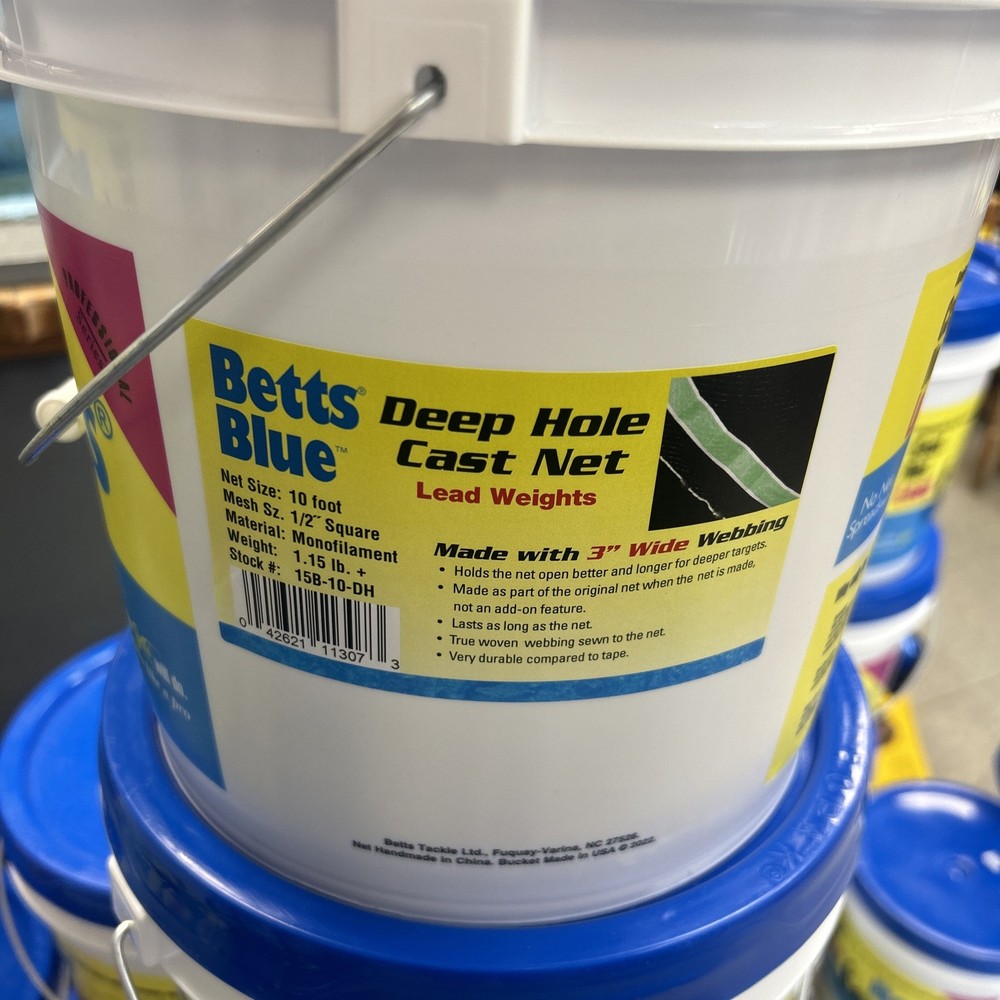 PROFESSIONAL
Series
Betts®
Blue™
Deep Hole
Cast Net
Lead Weights
Net Size: 10 foot
Mesh Sz. 1/2" Square
Material: Monofilament
Weight: 1.15 lb. +
Stock #: 15B-10-DH
0 42621 11307 3
Made with 3" Wide Webbing
• Holds the net open better and longer for deeper targets.
• Made as part of the original net when the net is made,
not an add-on feature.
• Lasts as long as the net.
• True woven webbing sewn to the net.
• Very durable compared to tape.
Betts Tackle Ltd., Fuquay-Varina, NC 27526.
Net Handmade in China. Bucket Made in USA © 2022.